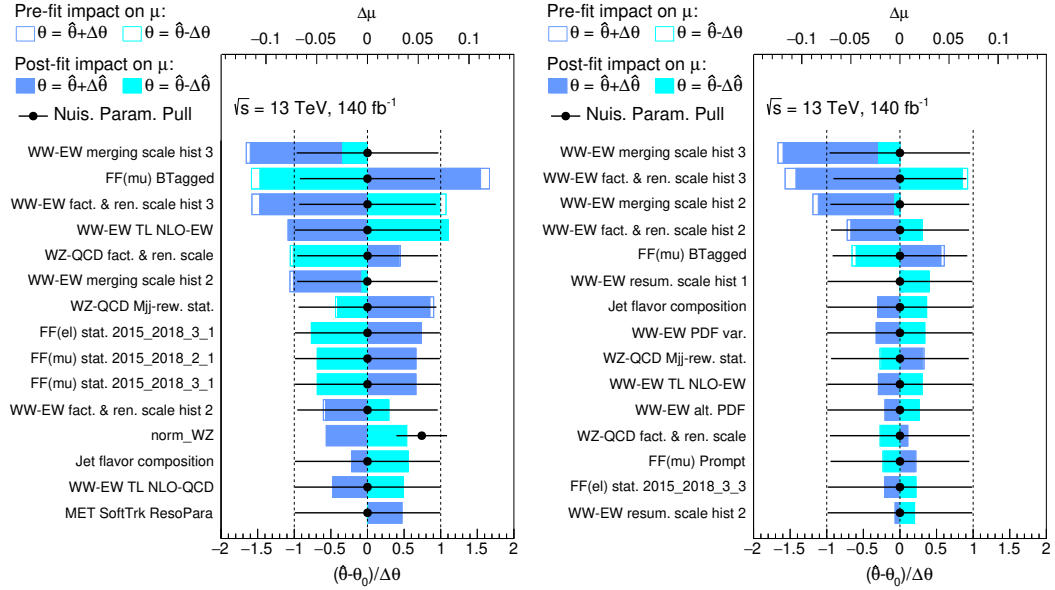 Pre-fit impact on μ:
θ = θ̂+Δθ θ = θ̂-Δθ
Post-fit impact on μ:
θ = θ̂+Δθ̂ θ = θ̂-Δθ̂
Nuis. Param. Pull
Δμ
−0.1 −0.05 0 0.05 0.1
√s = 13 TeV, 140 fb⁻¹
WW-EW merging scale hist 3
FF(mu) BTagged
WW-EW fact. & ren. scale hist 3
WW-EW TL NLO-EW
WZ-QCD fact. & ren. scale
WW-EW merging scale hist 2
WZ-QCD Mjj-rew. stat.
FF(el) stat. 2015_2018_3_1
FF(mu) stat. 2015_2018_2_1
FF(mu) stat. 2015_2018_3_1
WW-EW fact. & ren. scale hist 2
norm_WZ
Jet flavor composition
WW-EW TL NLO-QCD
MET SoftTrk ResoPara
−2 −1.5 −1 −0.5 0 0.5 1 1.5 2
(θ̂-θ₀)/Δθ
Pre-fit impact on μ:
θ = θ̂+Δθ θ = θ̂-Δθ
Post-fit impact on μ:
θ = θ̂+Δθ̂ θ = θ̂-Δθ̂
Nuis. Param. Pull
Δμ
−0.1 −0.05 0 0.05 0.1
√s = 13 TeV, 140 fb⁻¹
WW-EW merging scale hist 3
WW-EW fact. & ren. scale hist 3
WW-EW merging scale hist 2
WW-EW fact. & ren. scale hist 2
FF(mu) BTagged
WW-EW resum. scale hist 1
Jet flavor composition
WW-EW PDF var.
WZ-QCD Mjj-rew. stat.
WW-EW TL NLO-EW
WW-EW alt. PDF
WZ-QCD fact. & ren. scale
FF(mu) Prompt
FF(el) stat. 2015_2018_3_3
WW-EW resum. scale hist 2
−2 −1.5 −1 −0.5 0 0.5 1 1.5 2
(θ̂-θ₀)/Δθ